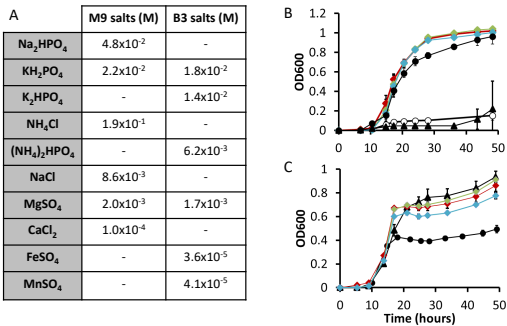 A
M9 salts (M) B3 salts (M)
Na₂HPO₄ 4.8x10⁻² -
KH₂PO₄ 2.2x10⁻² 1.8x10⁻²
K₂HPO₄ - 1.4x10⁻²
NH₄Cl 1.9x10⁻¹ -
(NH₄)₂HPO₄ - 6.2x10⁻³
NaCl 8.6x10⁻³ -
MgSO₄ 2.0x10⁻³ 1.7x10⁻³
CaCl₂ 1.0x10⁻⁴ -
FeSO₄ - 3.6x10⁻⁵
MnSO₄ - 4.1x10⁻⁵
B
OD600
1.2
1
0.8
0.6
0.4
0.2
0
0 10 20 30 40 50
C
OD600
1
0.8
0.6
0.4
0.2
0
0 10 20 30 40 50
Time (hours)